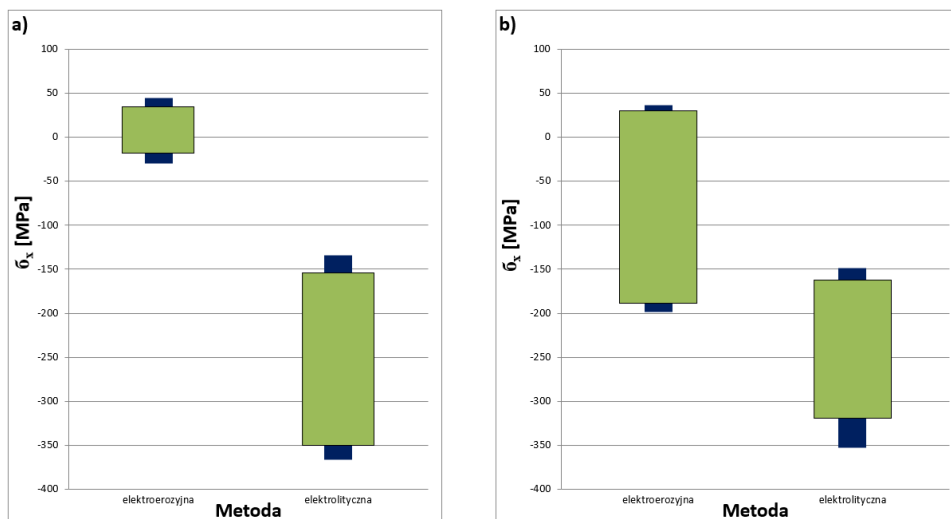 a)
100
50
0
-50
-100
-150
-200
-250
-300
-350
-400
σx [MPa]
elektroerozyjna
elektrolityczna
Metoda
b)
100
50
0
-50
-100
-150
-200
-250
-300
-350
-400
σx [MPa]
elektroerozyjna
elektrolityczna
Metoda